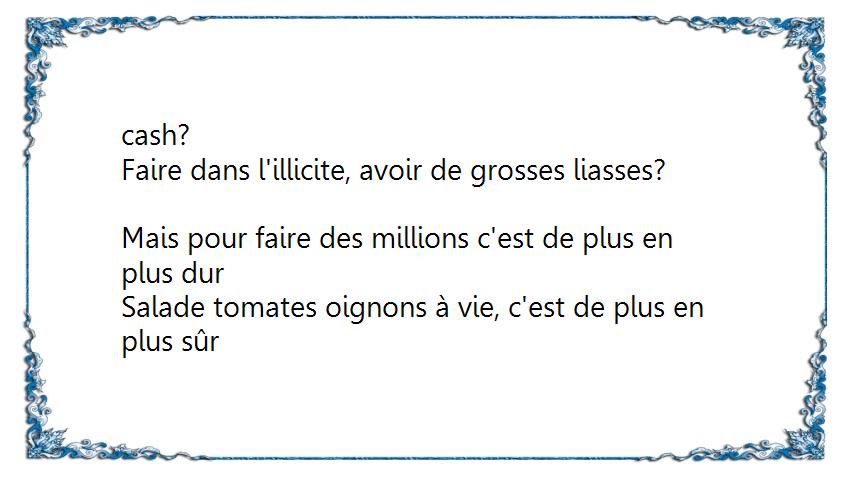 cash?
Faire dans l'illicite, avoir de grosses liasses?
Mais pour faire des millions c'est de plus en
plus dur
Salade tomates oignons à vie, c'est de plus en
plus sûr